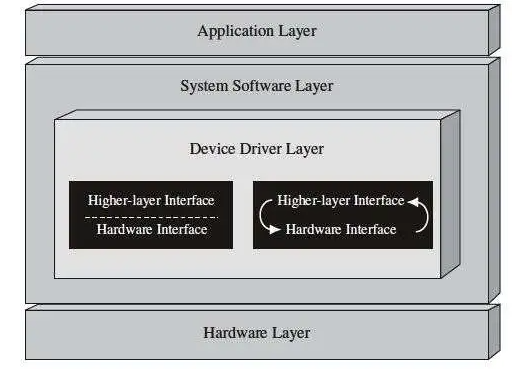 Application Layer
System Software Layer
Device Driver Layer
Higher-layer Interface
Hardware Interface
Higher-layer Interface
Hardware Interface
Hardware Layer